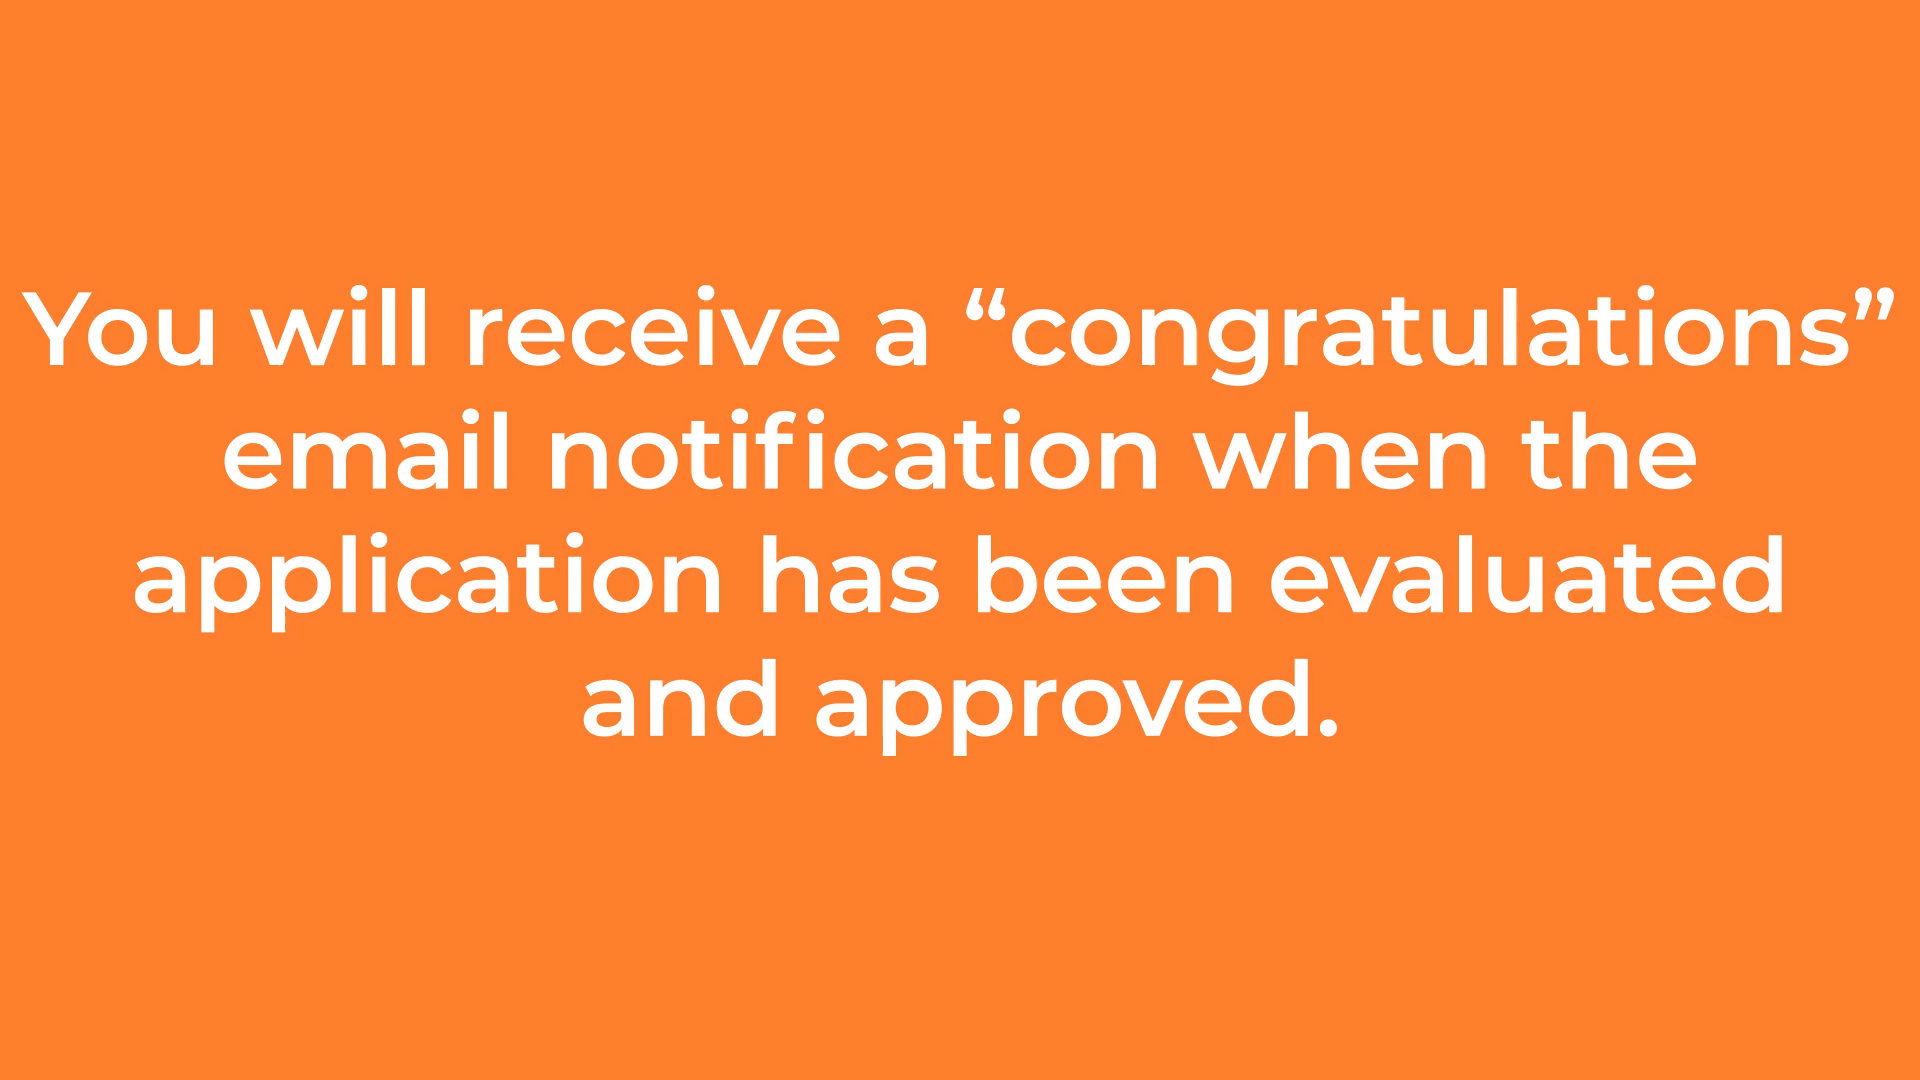 You will receive a “congratulations”
email notification when the
application has been evaluated
and approved.